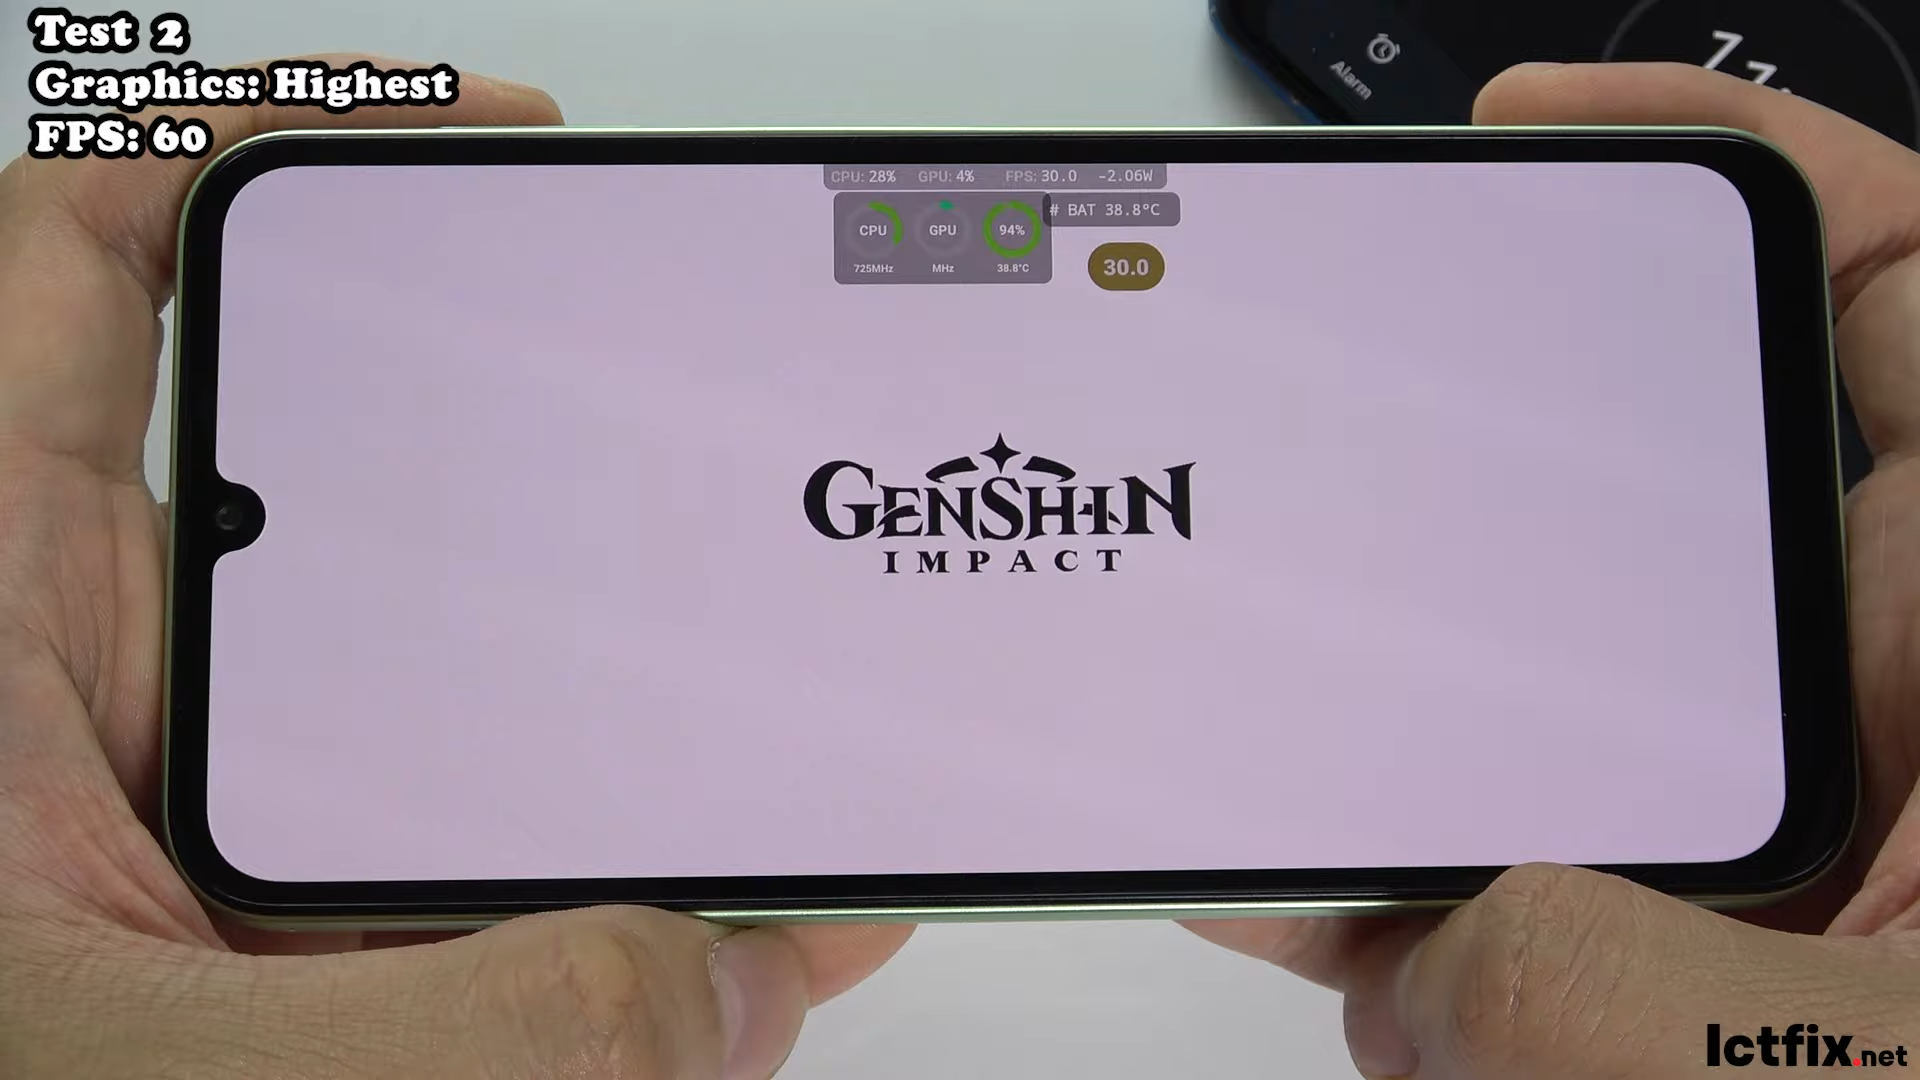 Test 2
Graphics: Highest
FPS: 60
Alarm
CPU: 28% GPU: 4% FPS: 30.0 -2.06W
# BAT 38.8°C
CPU GPU 94%
725MHz MHz 38.8°C
30.0
GENSHIN
IMPACT
Ictfix.net